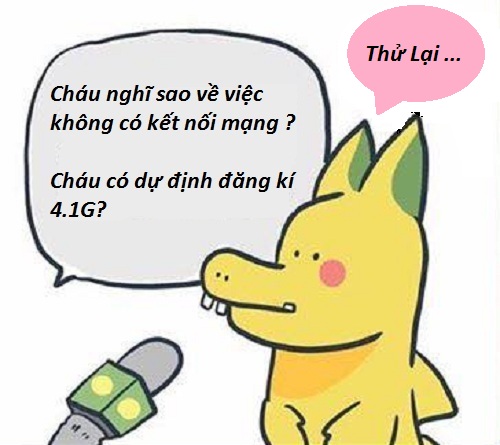 Thử Lại ...
Cháu nghĩ sao về việc
không có kết nối mạng ?
Cháu có dự định đăng kí
4.1G?